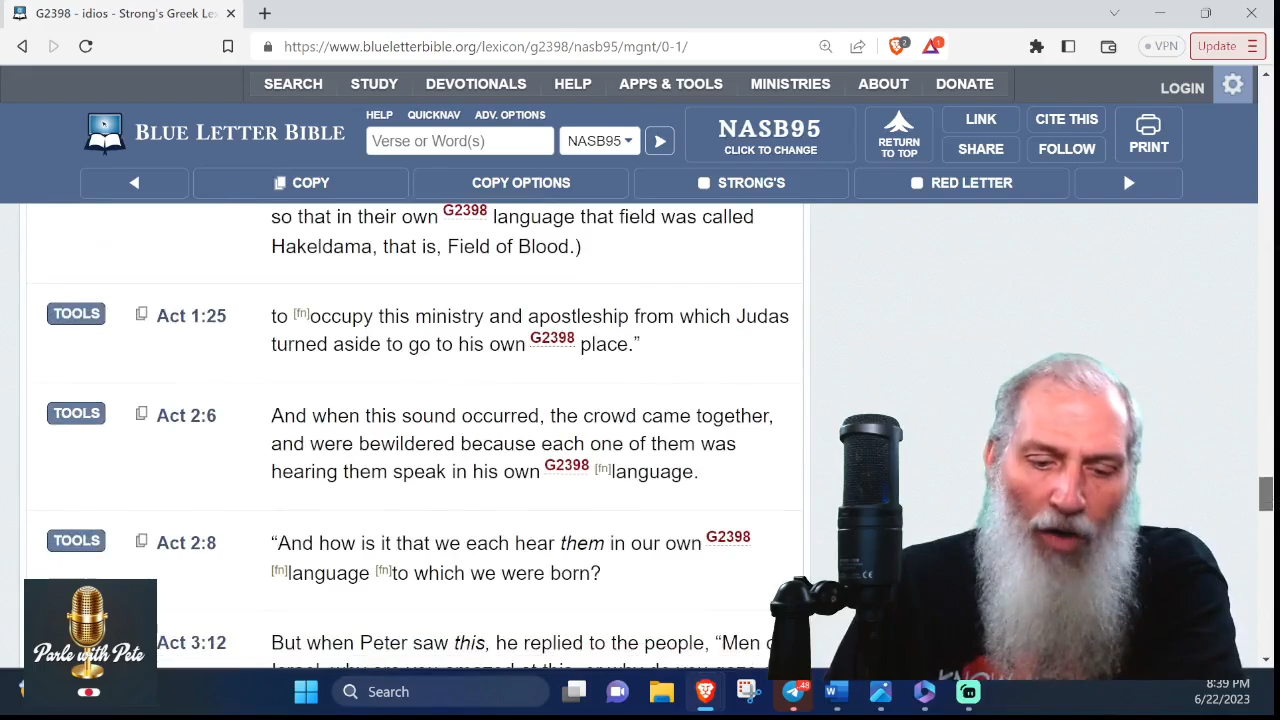 G2398 - idios - Strong's Greek Le
https://www.blueletterbible.org/lexicon/g2398/nasb95/mgnt/0-1/
2
1
VPN
Update
SEARCH STUDY DEVOTIONALS HELP APPS & TOOLS MINISTRIES ABOUT DONATE
LOGIN
BLUE LETTER BIBLE
HELP QUICKNAV ADV. OPTIONS
Verse or Word(s)
NASB95
NASB95
CLICK TO CHANGE
RETURN
TO TOP
LINK
CITE THIS
SHARE
FOLLOW
PRINT
COPY
COPY OPTIONS
STRONG'S
RED LETTER
so that in their own G2398 language that field was called
Hakeldama, that is, Field of Blood.)
TOOLS Act 1:25
to [fn]occupy this ministry and apostleship from which Judas
turned aside to go to his own G2398 place.”
TOOLS Act 2:6
And when this sound occurred, the crowd came together,
and were bewildered because each one of them was
hearing them speak in his own G2398 [fn]language.
TOOLS Act 2:8
“And how is it that we each hear them in our own G2398
[fn]language [fn]to which we were born?
Act 3:12
But when Peter saw this, he replied to the people, “Men
Parle with Pete
CE
Search
48
8:39 PM
6/22/2023